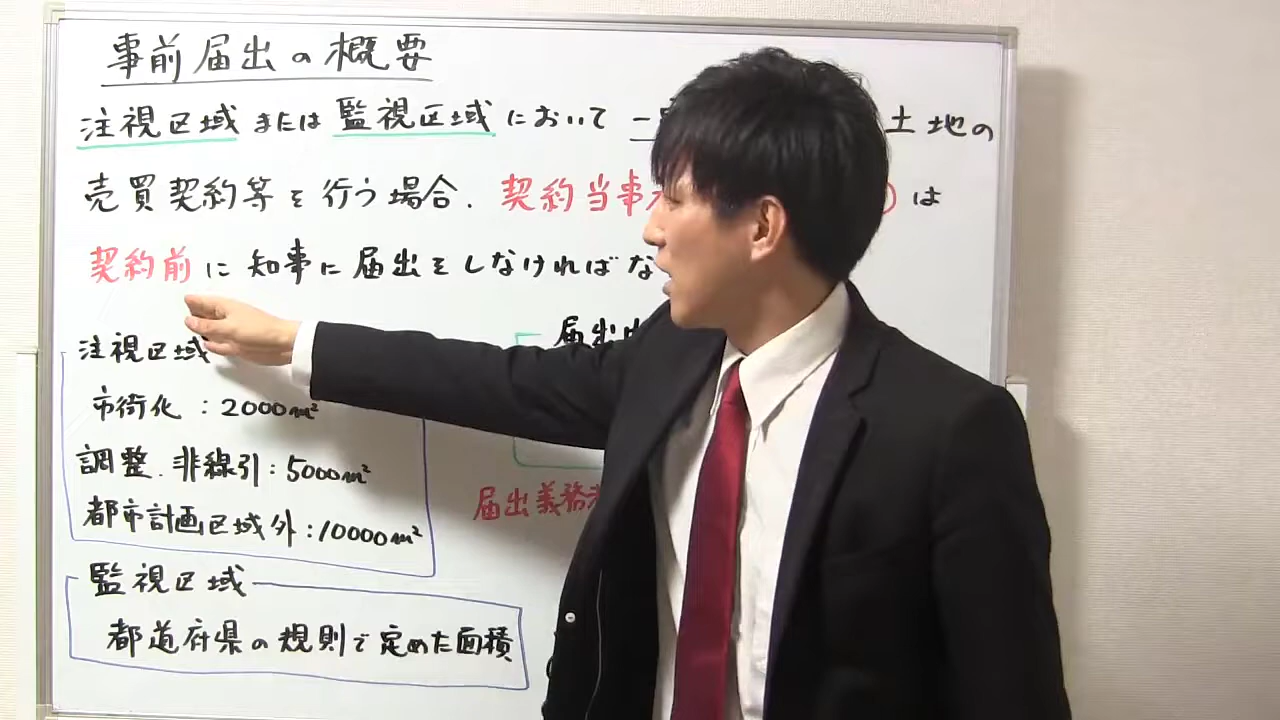 事前届出の概要
注視区域または監視区域において一 土地の
売買契約等を行う場合.契約当事 は
契約前に知事に届出をしなければな
届出
注視区域
市街化:2000m²
調整.非線引:5000m²
都市計画区域外:10000m²
届出義務
監視区域
都道府県の規則で定めた面積